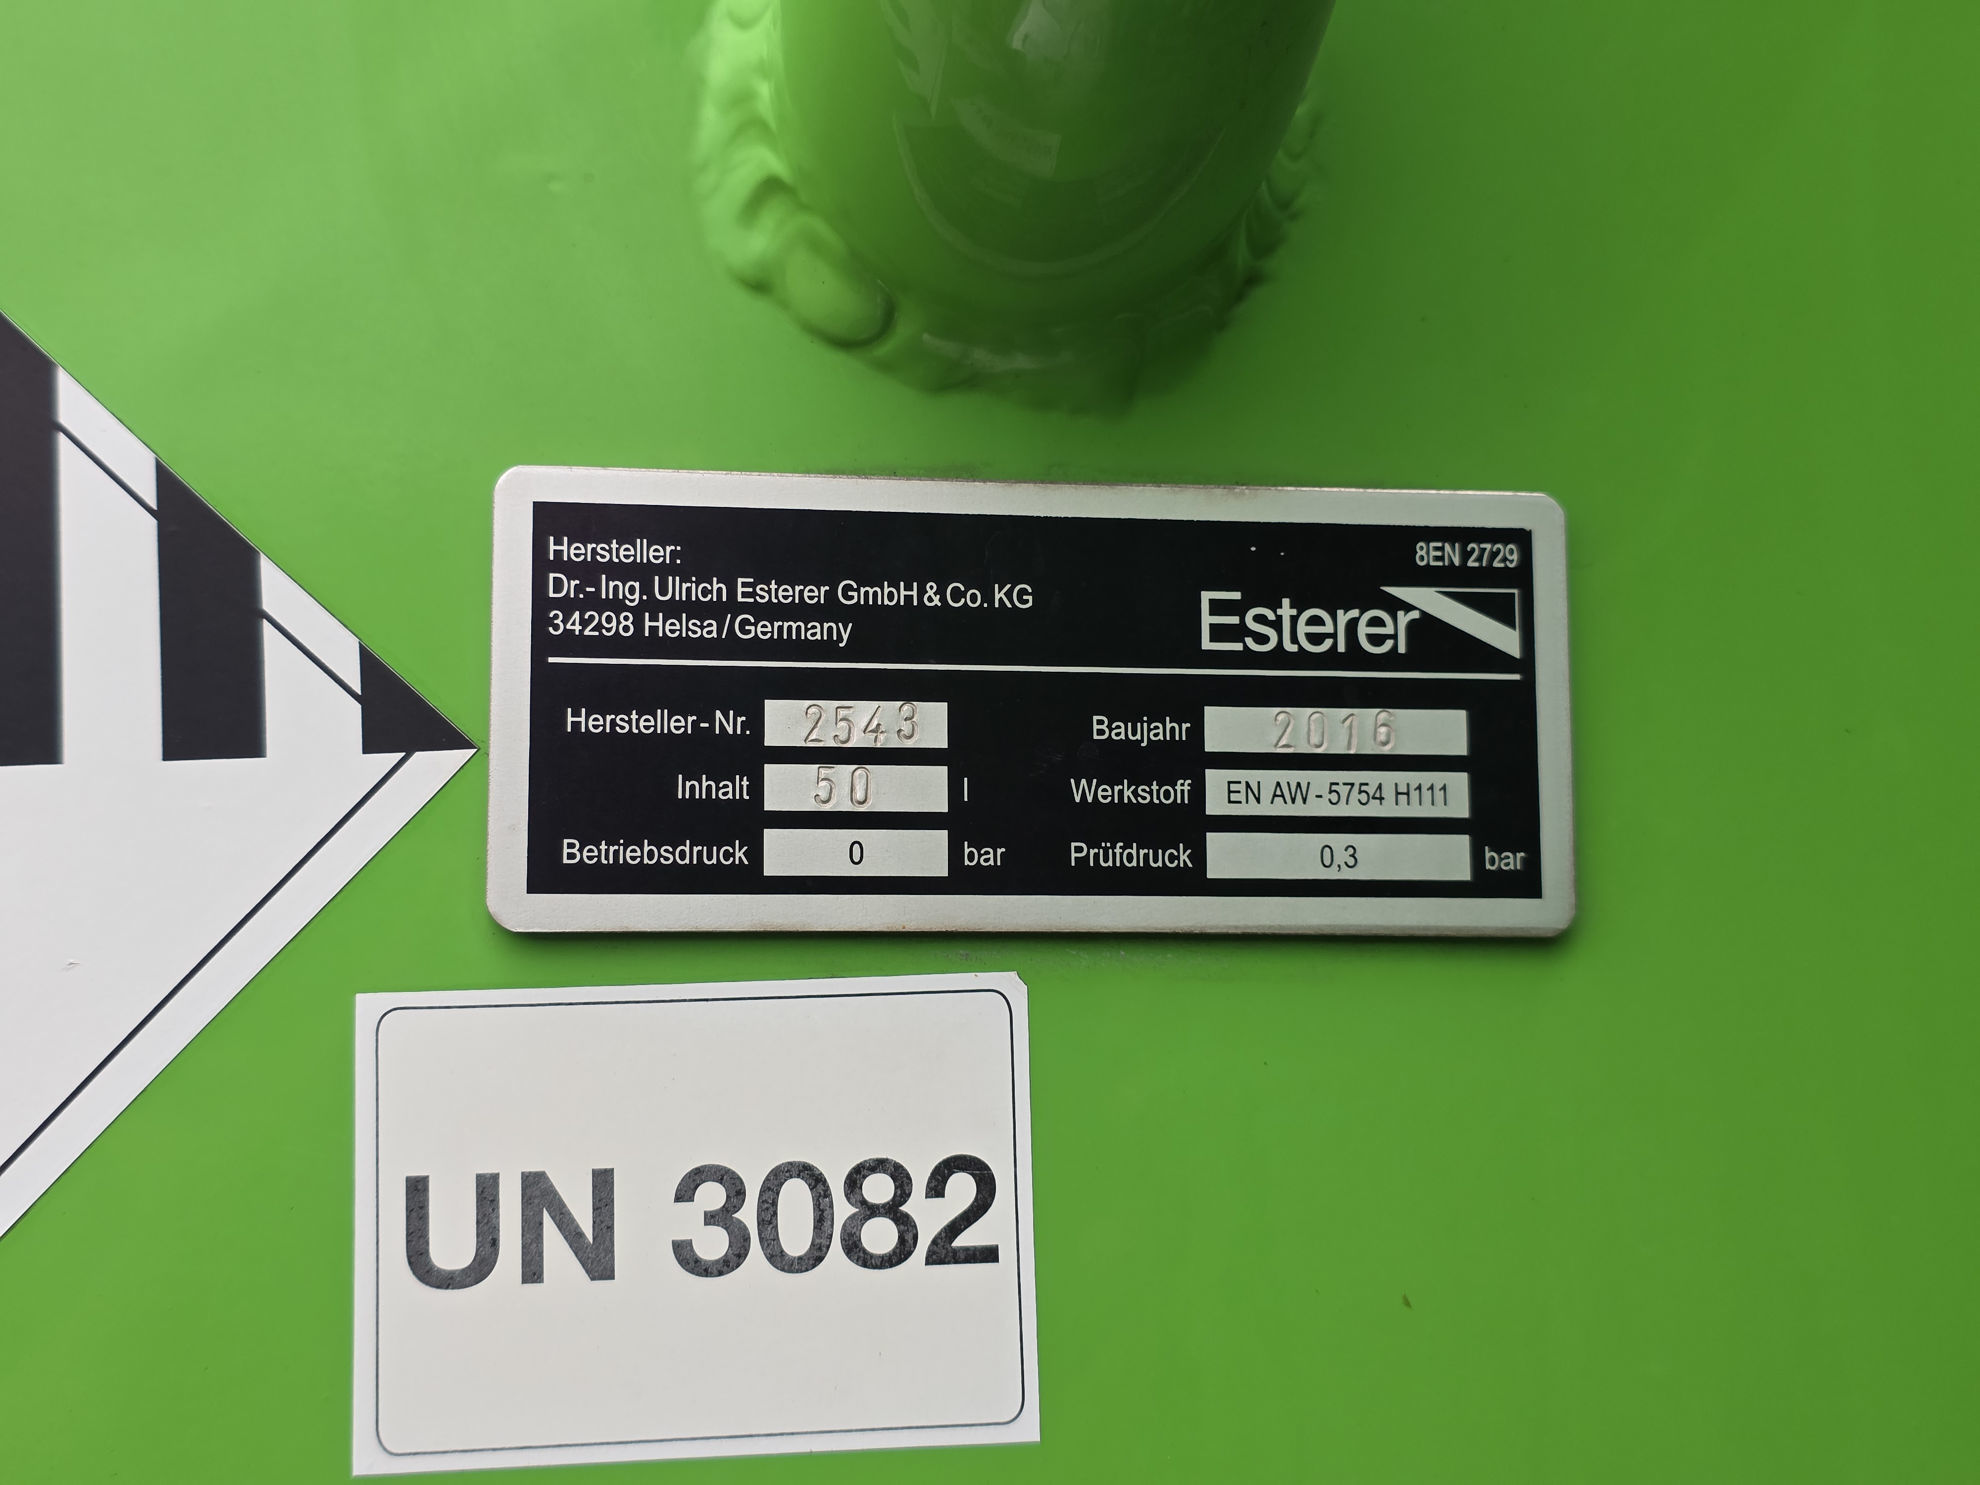 Hersteller:
Dr.-Ing. Ulrich Esterer GmbH & Co. KG
34298 Helsa/Germany
8EN 2729
Esterer
Hersteller-Nr. 2543
Baujahr 2016
Inhalt 50 l
Werkstoff EN AW-5754 H111
Betriebsdruck 0 bar
Prüfdruck 0,3 bar
UN 3082